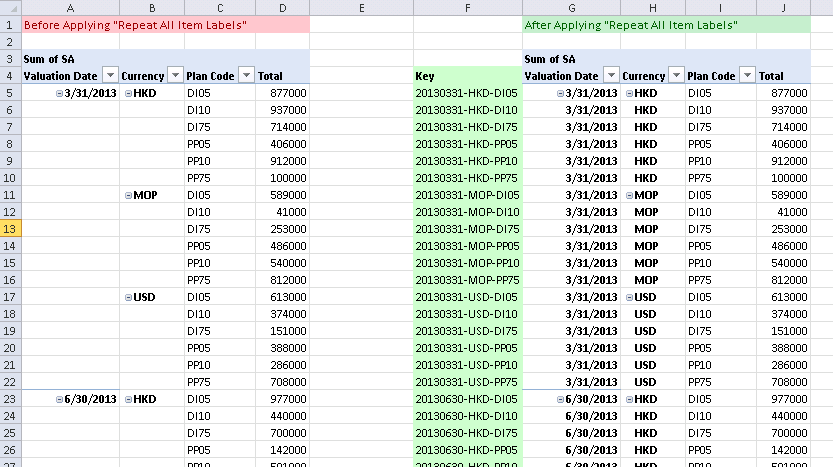 A B C D E F G H I J
1 Before Applying "Repeat All Item Labels" After Applying "Repeat All Item Labels"
2
3 Sum of SA Sum of SA
4 Valuation Date Currency Plan Code Total Key Valuation Date Currency Plan Code Total
5 3/31/2013 HKD DI05 877000 20130331-HKD-DI05 3/31/2013 HKD DI05 877000
6 DI10 937000 20130331-HKD-DI10 3/31/2013 HKD DI10 937000
7 DI75 714000 20130331-HKD-DI75 3/31/2013 HKD DI75 714000
8 PP05 406000 20130331-HKD-PP05 3/31/2013 HKD PP05 406000
9 PP10 912000 20130331-HKD-PP10 3/31/2013 HKD PP10 912000
10 PP75 100000 20130331-HKD-PP75 3/31/2013 HKD PP75 100000
11 MOP DI05 589000 20130331-MOP-DI05 3/31/2013 MOP DI05 589000
12 DI10 41000 20130331-MOP-DI10 3/31/2013 MOP DI10 41000
13 DI75 253000 20130331-MOP-DI75 3/31/2013 MOP DI75 253000
14 PP05 486000 20130331-MOP-PP05 3/31/2013 MOP PP05 486000
15 PP10 540000 20130331-MOP-PP10 3/31/2013 MOP PP10 540000
16 PP75 812000 20130331-MOP-PP75 3/31/2013 MOP PP75 812000
17 USD DI05 613000 20130331-USD-DI05 3/31/2013 USD DI05 613000
18 DI10 374000 20130331-USD-DI10 3/31/2013 USD DI10 374000
19 DI75 151000 20130331-USD-DI75 3/31/2013 USD DI75 151000
20 PP05 388000 20130331-USD-PP05 3/31/2013 USD PP05 388000
21 PP10 286000 20130331-USD-PP10 3/31/2013 USD PP10 286000
22 PP75 708000 20130331-USD-PP75 3/31/2013 USD PP75 708000
23 6/30/2013 HKD DI05 977000 20130630-HKD-DI05 6/30/2013 HKD DI05 977000
24 DI10 440000 20130630-HKD-DI10 6/30/2013 HKD DI10 440000
25 DI75 700000 20130630-HKD-DI75 6/30/2013 HKD DI75 700000
26 PP05 142000 20130630-HKD-PP05 6/30/2013 HKD PP05 142000
27 PP10 20130630-HKD-PP10 6/30/2013 HKD PP10